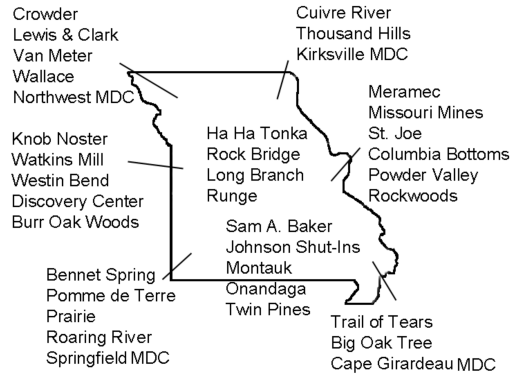 Crowder
Lewis & Clark
Van Meter
Wallace
Northwest MDC
Cuivre River
Thousand Hills
Kirksville MDC
Meramec
Missouri Mines
St. Joe
Columbia Bottoms
Powder Valley
Rockwoods
Knob Noster
Watkins Mill
Westin Bend
Discovery Center
Burr Oak Woods
Ha Ha Tonka
Rock Bridge
Long Branch
Runge
Sam A. Baker
Johnson Shut-Ins
Montauk
Onandaga
Twin Pines
Bennet Spring
Pomme de Terre
Prairie
Roaring River
Springfield MDC
Trail of Tears
Big Oak Tree
Cape Girardeau MDC